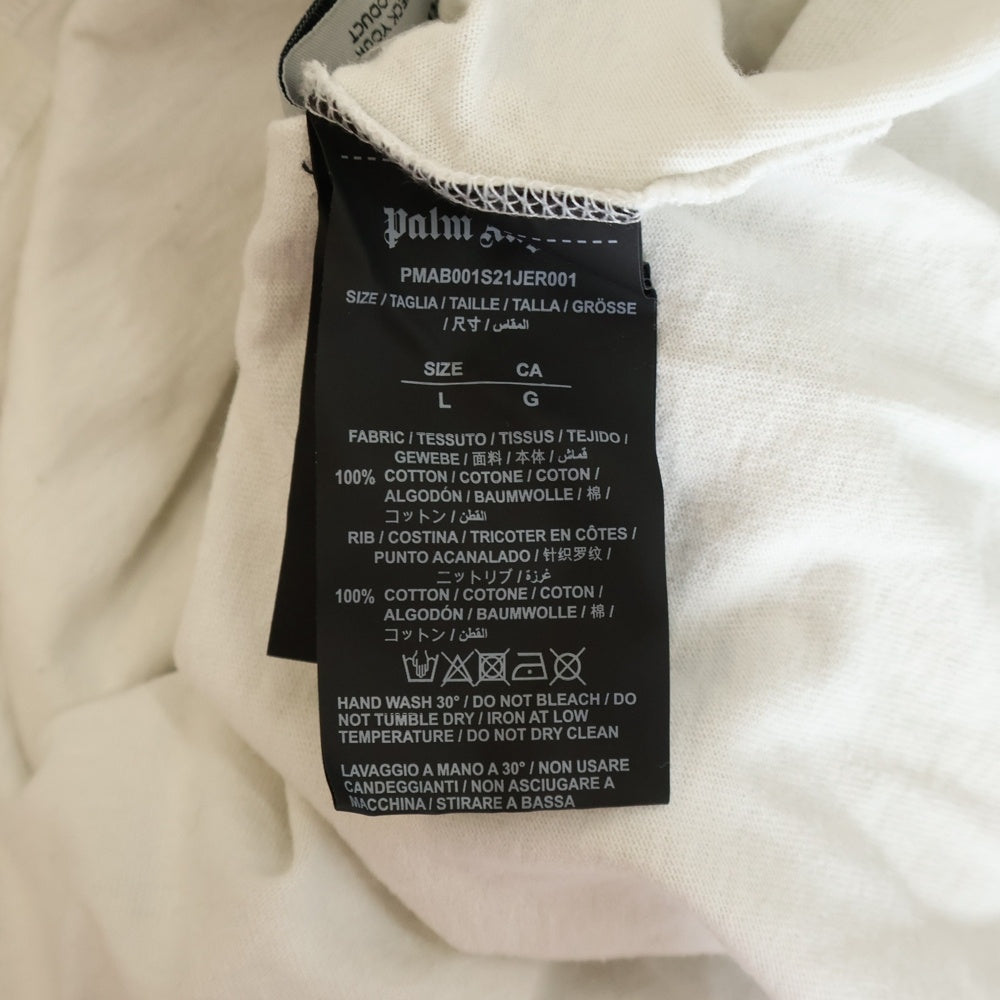 CK YOUR
PRODUCT
Palm
PMAB001S21JER001
SIZE / TAGLIA / TAILLE / TALLA / GRÖSSE
/ 尺寸 / المقاس
SIZE CA
L G
FABRIC / TESSUTO / TISSUS / TEJIDO /
GEWEBE / 面料 / 本体 / قماش
100% COTTON / COTONE / COTON /
ALGODÓN / BAUMWOLLE / 棉 /
コットン / القطن
RIB / COSTINA / TRICOTER EN CÔTES /
PUNTO ACANALADO / 针织罗纹 /
ニットリブ / غرزة
100% COTTON / COTONE / COTON /
ALGODÓN / BAUMWOLLE / 棉 /
コットン / القطن
HAND WASH 30° / DO NOT BLEACH / DO
NOT TUMBLE DRY / IRON AT LOW
TEMPERATURE / DO NOT DRY CLEAN
LAVAGGIO A MANO A 30° / NON USARE
CANDEGGIANTI / NON ASCIUGARE A
MACCHINA / STIRARE A BASSA